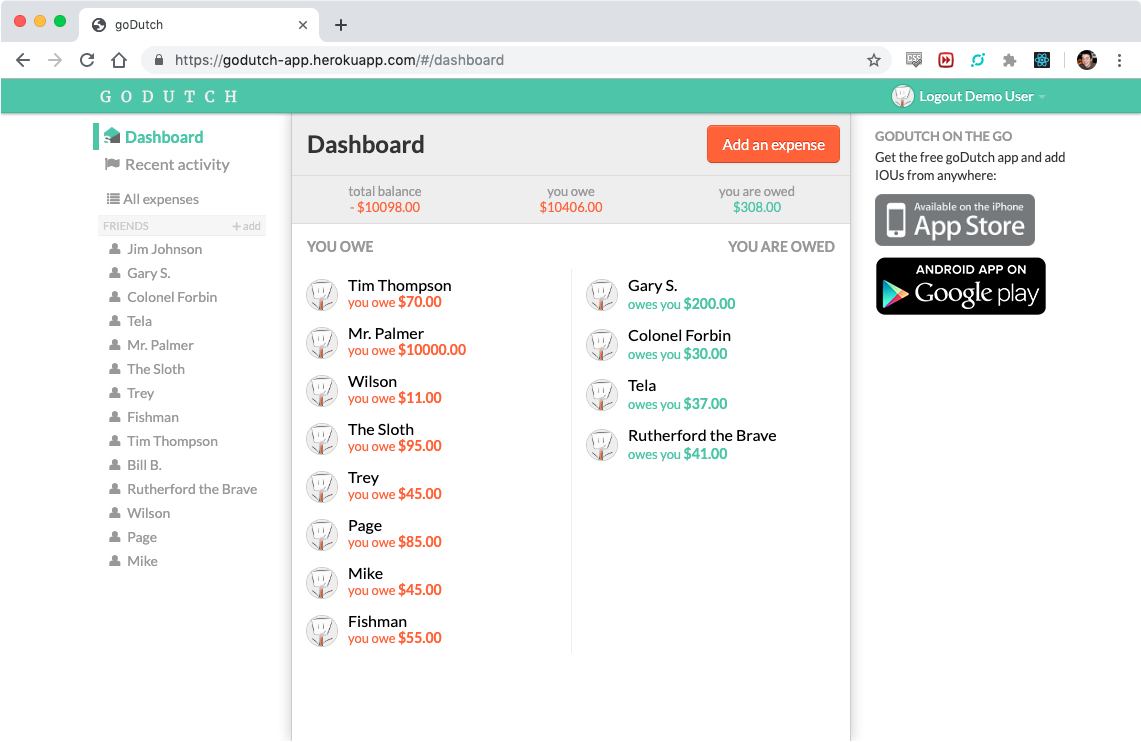 goDutch
https://godutch-app.herokuapp.com/#/dashboard
CSS
GODUTCH
Logout Demo User
Dashboard
Recent activity
All expenses
FRIENDS
+ add
Jim Johnson
Gary S.
Colonel Forbin
Tela
Mr. Palmer
The Sloth
Trey
Fishman
Tim Thompson
Bill B.
Rutherford the Brave
Wilson
Page
Mike
Dashboard
Add an expense
total balance
- $10098.00
you owe
$10406.00
you are owed
$308.00
YOU OWE
Tim Thompson
you owe $70.00
Mr. Palmer
you owe $10000.00
Wilson
you owe $11.00
The Sloth
you owe $95.00
Trey
you owe $45.00
Page
you owe $85.00
Mike
you owe $45.00
Fishman
you owe $55.00
YOU ARE OWED
Gary S.
owes you $200.00
Colonel Forbin
owes you $30.00
Tela
owes you $37.00
Rutherford the Brave
owes you $41.00
GODUTCH ON THE GO
Get the free goDutch app and add
IOUs from anywhere:
Available on the iPhone
App Store
ANDROID APP ON
Google play